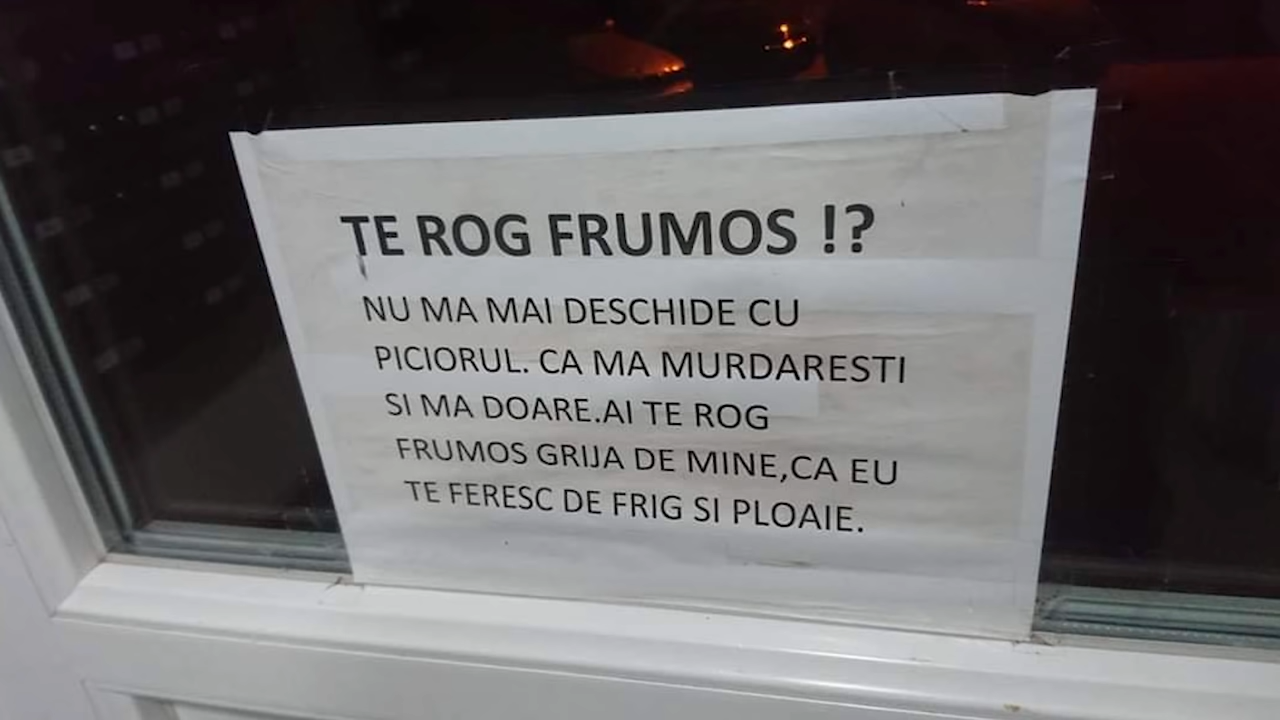 TE ROG FRUMOS !?
NU MA MAI DESCHIDE CU
PICIORUL. CA MA MURDARESTI
SI MA DOARE.AI TE ROG
FRUMOS GRIJA DE MINE,CA EU
TE FERESC DE FRIG SI PLOAIE.